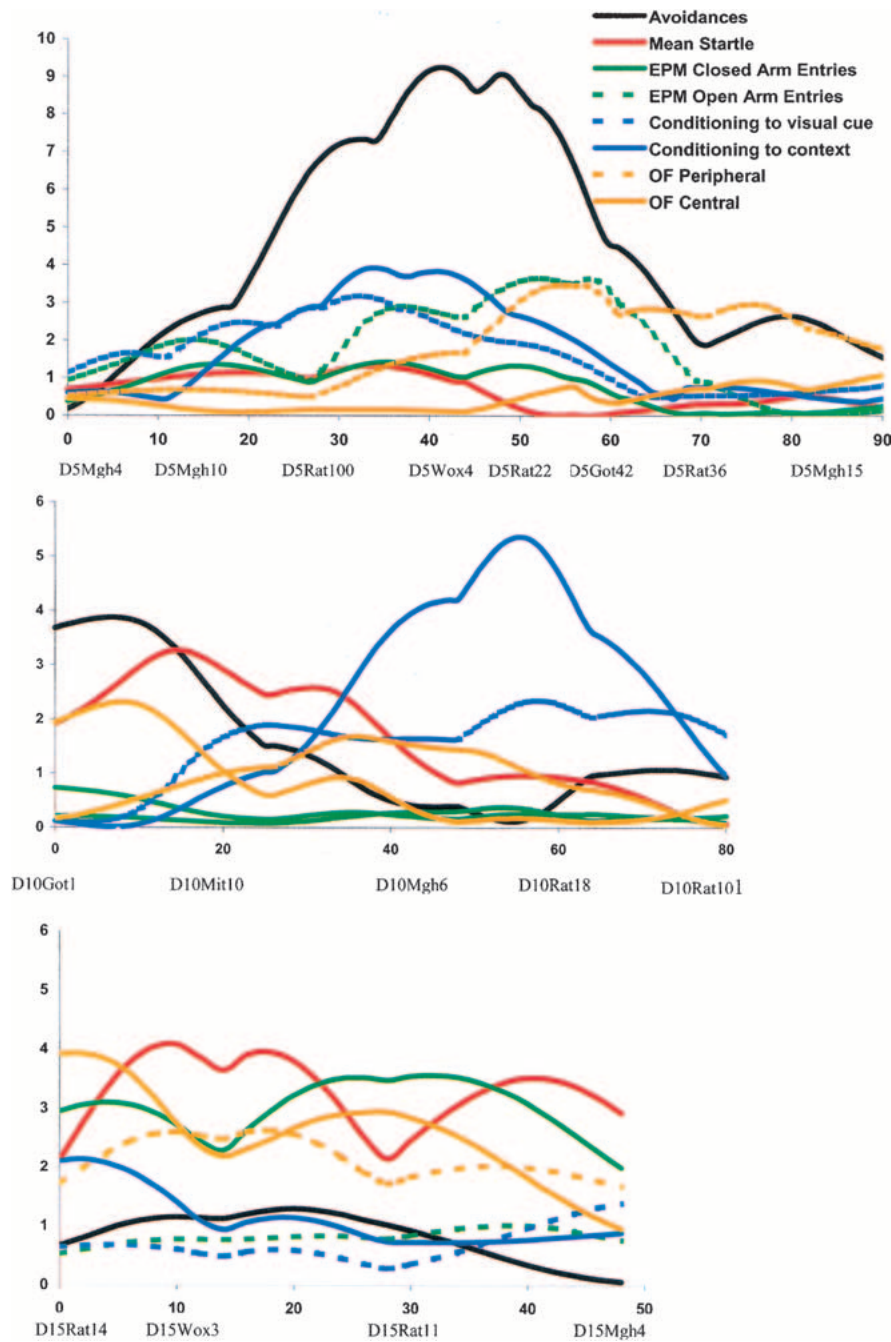 Avoidances
Mean Startle
EPM Closed Arm Entries
EPM Open Arm Entries
Conditioning to visual cue
Conditioning to context
OF Peripheral
OF Central
10
9
8
7
6
5
4
3
2
1
0
0 10 20 30 40 50 60 70 80 90
D5Mgh4 D5Mgh10 D5Rat100 D5Wox4 D5Rat22 D5Got42 D5Rat36 D5Mgh15
6
5
4
3
2
1
0
0 20 40 60 80
D10Got1 D10Mit10 D10Mgh6 D10Rat18 D10Rat101
6
5
4
3
2
1
0
0 10 20 30 40 50
D15Rat14 D15Wox3 D15Rat11 D15Mgh4